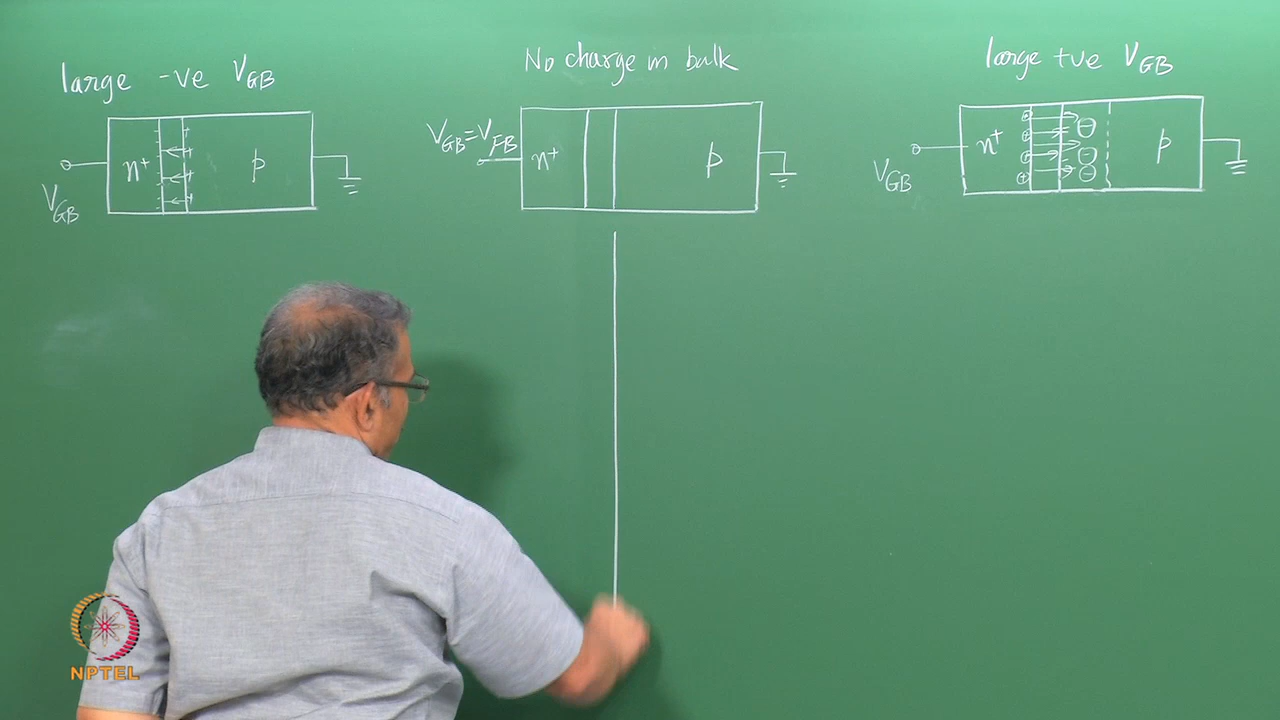 large -ve V_GB
n⁺ p
V_GB
- - - - -
+ + + +
No charge in bulk
V_GB = V_FB
n⁺ p
large +ve V_GB
n⁺ p
V_GB
⊕ ⊕ ⊕ ⊕ ⊕
⊖ ⊖ ⊖
NPTEL